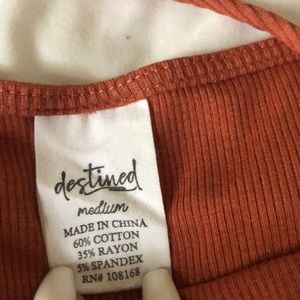 destined
medium
MADE IN CHINA
60% COTTON
35% RAYON
5% SPANDEX
RN# 108168